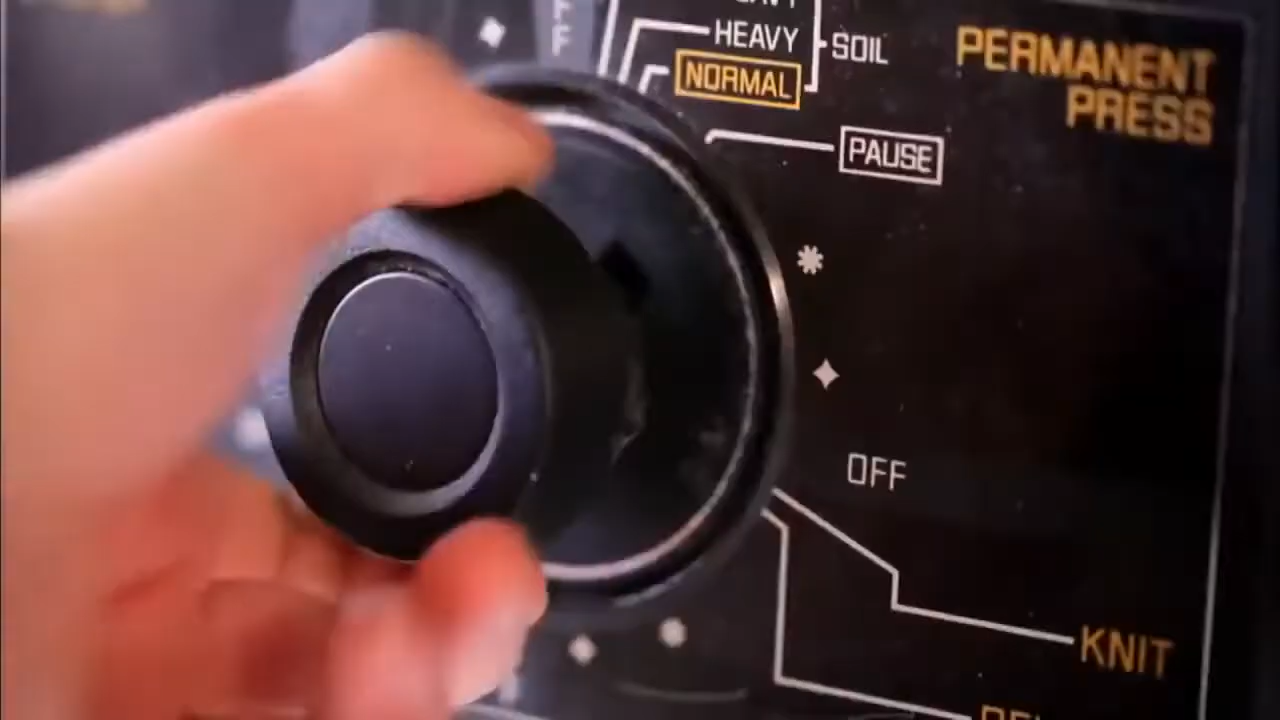 HEAVY
SOIL
NORMAL
PERMANENT
PRESS
PAUSE
OFF
KNIT